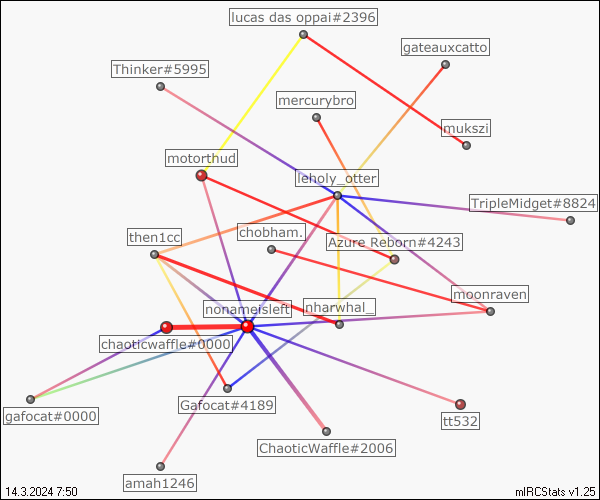 lucas das oppai#2396
gateauxcatto
Thinker#5995
mercurybro
mukszi
motorthud
leholy_otter
TripleMidget#8824
then1cc
chobham.
Azure Reborn#4243
moonraven
nonameisleft
nharwhal_
chaoticwaffle#0000
gafocat#0000
Gafocat#4189
tt532
ChaoticWaffle#2006
amah1246
14.3.2024 7:50
mIRCStats v1.25